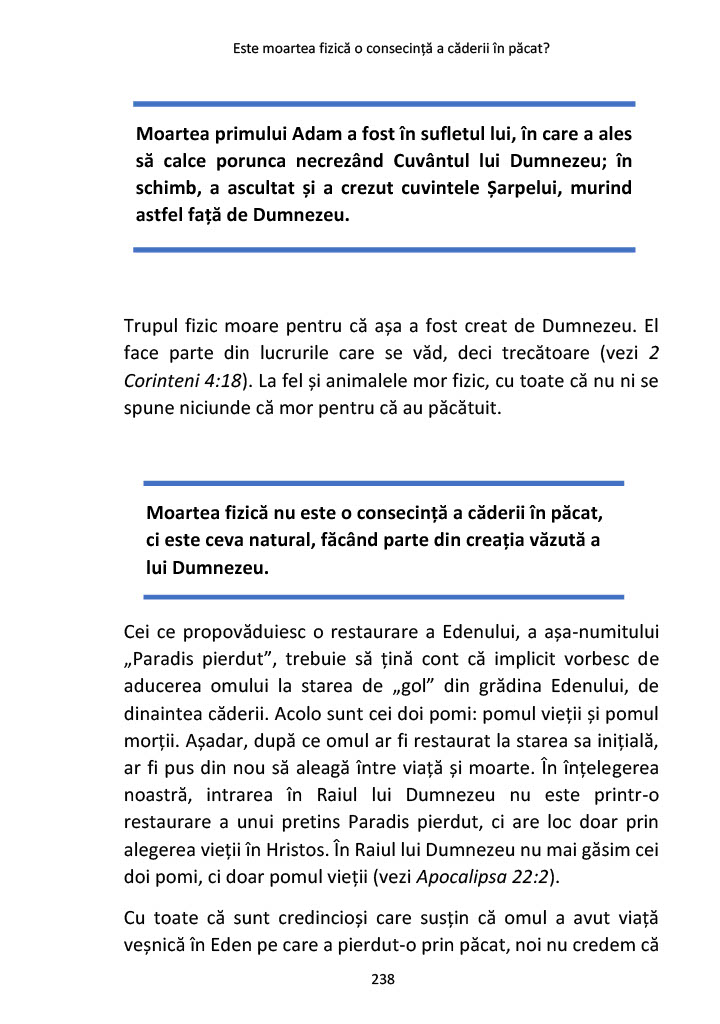 Este moartea fizică o consecință a căderii în păcat?
Moartea primului Adam a fost în sufletul lui, în care a ales
să calce porunca necrezând Cuvântul lui Dumnezeu; în
schimb, a ascultat și a crezut cuvintele Șarpelui, murind
astfel față de Dumnezeu.
Trupul fizic moare pentru că așa a fost creat de Dumnezeu. El
face parte din lucrurile care se văd, deci trecătoare (vezi 2
Corinteni 4:18). La fel și animalele mor fizic, cu toate că nu ni se
spune niciunde că mor pentru că au păcătuit.
Moartea fizică nu este o consecință a căderii în păcat,
ci este ceva natural, făcând parte din creația văzută a
lui Dumnezeu.
Cei ce propovăduiesc o restaurare a Edenului, a așa-numitului
„Paradis pierdut”, trebuie să țină cont că implicit vorbesc de
aducerea omului la starea de „gol” din grădina Edenului, de
dinaintea căderii. Acolo sunt cei doi pomi: pomul vieții și pomul
morții. Așadar, după ce omul ar fi restaurat la starea sa inițială,
ar fi pus din nou să aleagă între viață și moarte. În înțelegerea
noastră, intrarea în Raiul lui Dumnezeu nu este printr-o
restaurare a unui pretins Paradis pierdut, ci are loc doar prin
alegerea vieții în Hristos. În Raiul lui Dumnezeu nu mai găsim cei
doi pomi, ci doar pomul vieții (vezi Apocalipsa 22:2).
Cu toate că sunt credincioși care susțin că omul a avut viață
veșnică în Eden pe care a pierdut-o prin păcat, noi nu credem că
238